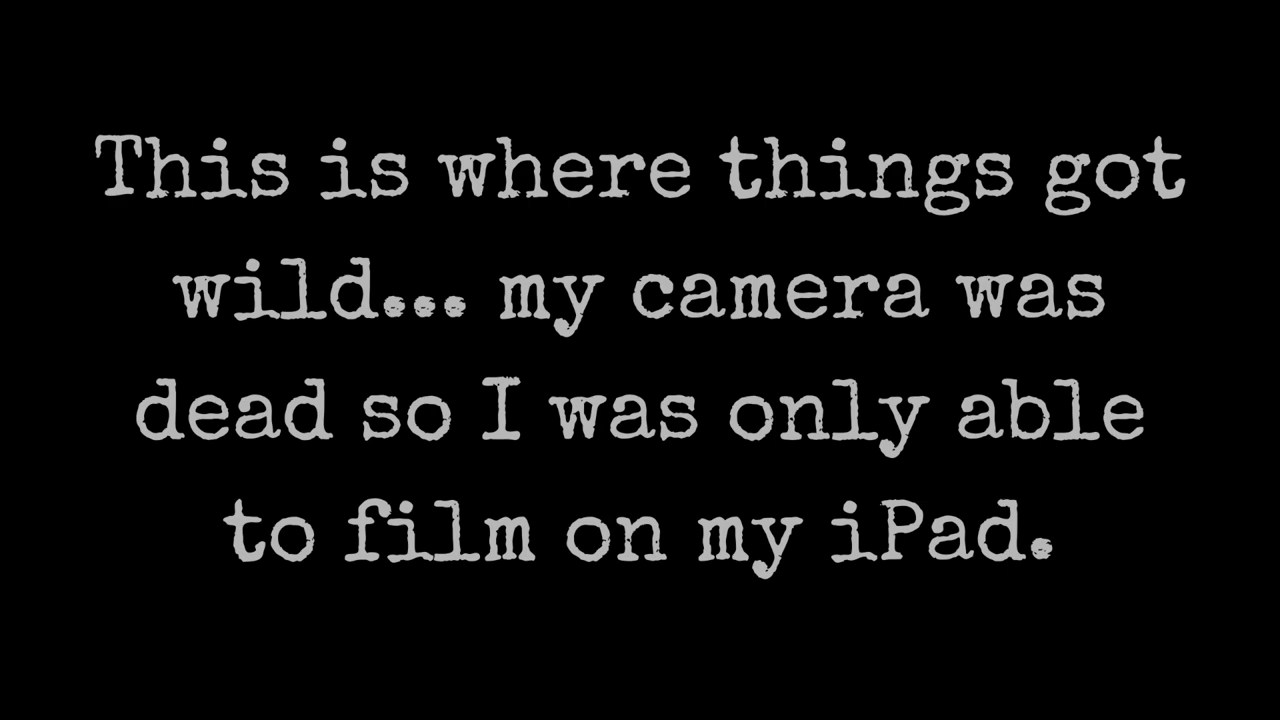 This is where things got
wild... my camera was
dead so I was only able
to film on my iPad.